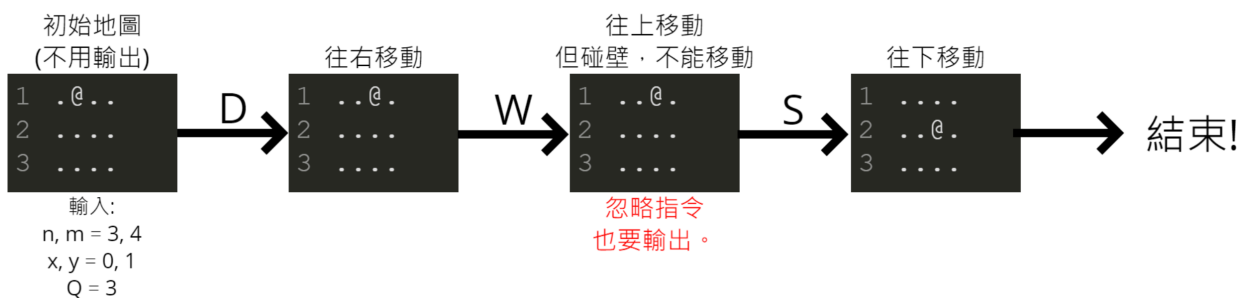 初始地圖
(不用輸出)
1 .@..
2 ....
3 ....
輸入:
n, m = 3, 4
x, y = 0, 1
Q = 3
D
往右移動
1 ..@.
2 ....
3 ....
W
往上移動
但碰壁，不能移動
1 ..@.
2 ....
3 ....
忽略指令
也要輸出。
S
往下移動
1 ....
2 ..@.
3 ....
結束!